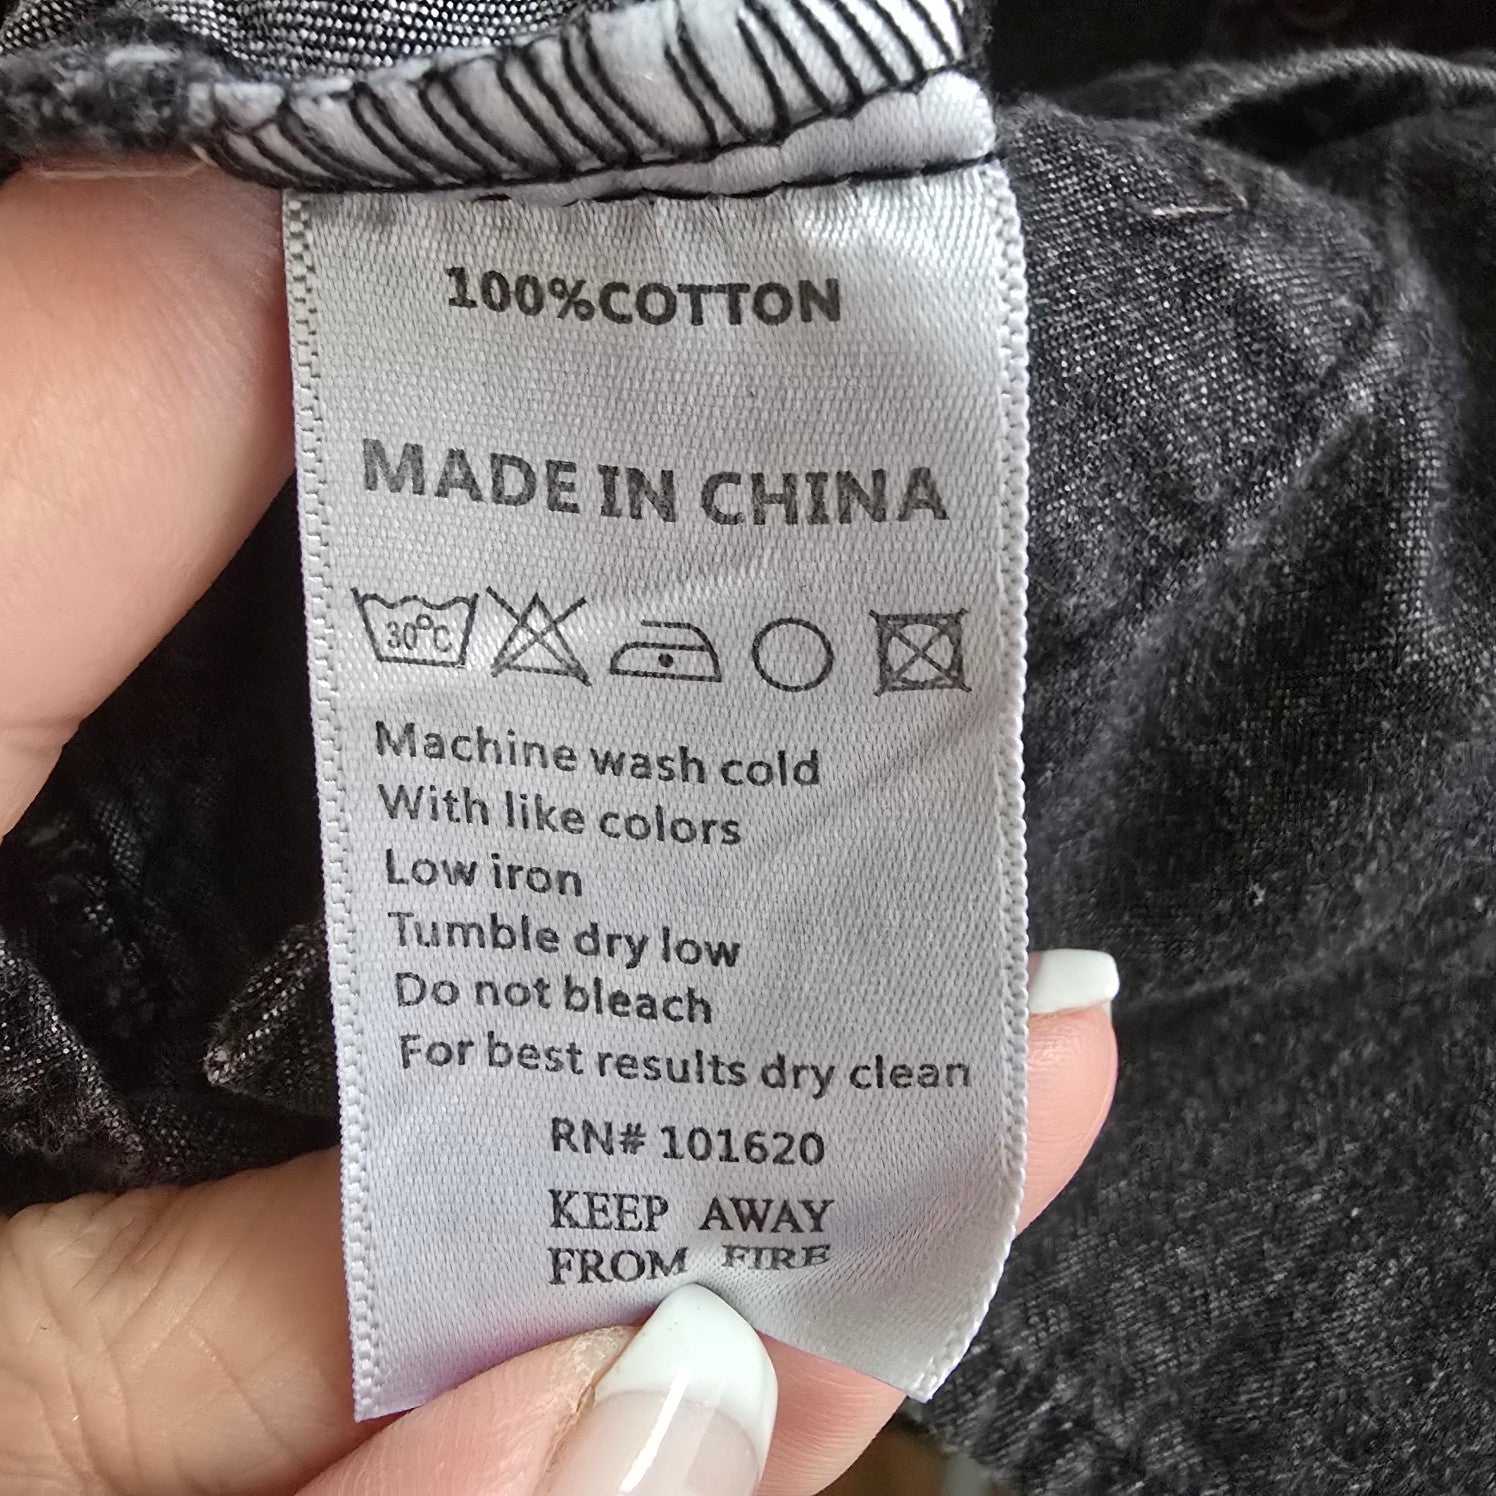 100%COTTON
MADE IN CHINA
30°C
Machine wash cold
With like colors
Low iron
Tumble dry low
Do not bleach
For best results dry clean
RN# 101620
KEEP AWAY
FROM FIRE